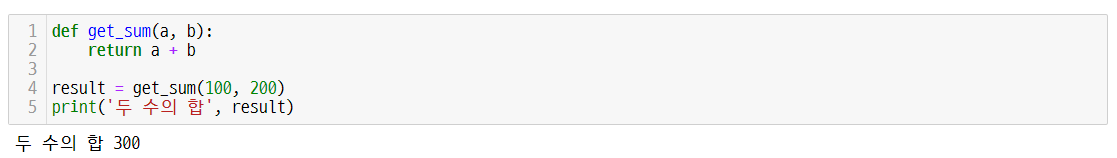 1 def get_sum(a, b):
2     return a + b
3
4 result = get_sum(100, 200)
5 print('두 수의 합', result)
두 수의 합 300